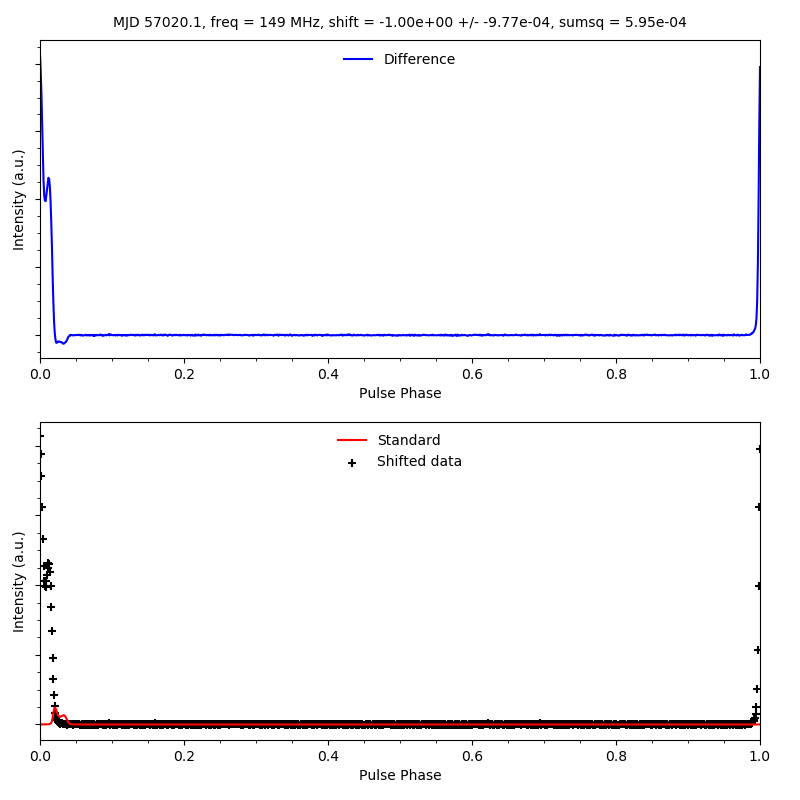 MJD 57020.1, freq = 149 MHz, shift = -1.00e+00 +/- -9.77e-04, sumsq = 5.95e-04
Difference
Intensity (a.u.)
0.0 0.2 0.4 0.6 0.8 1.0
Pulse Phase
Standard
Shifted data
Intensity (a.u.)
0.0 0.2 0.4 0.6 0.8 1.0
Pulse Phase